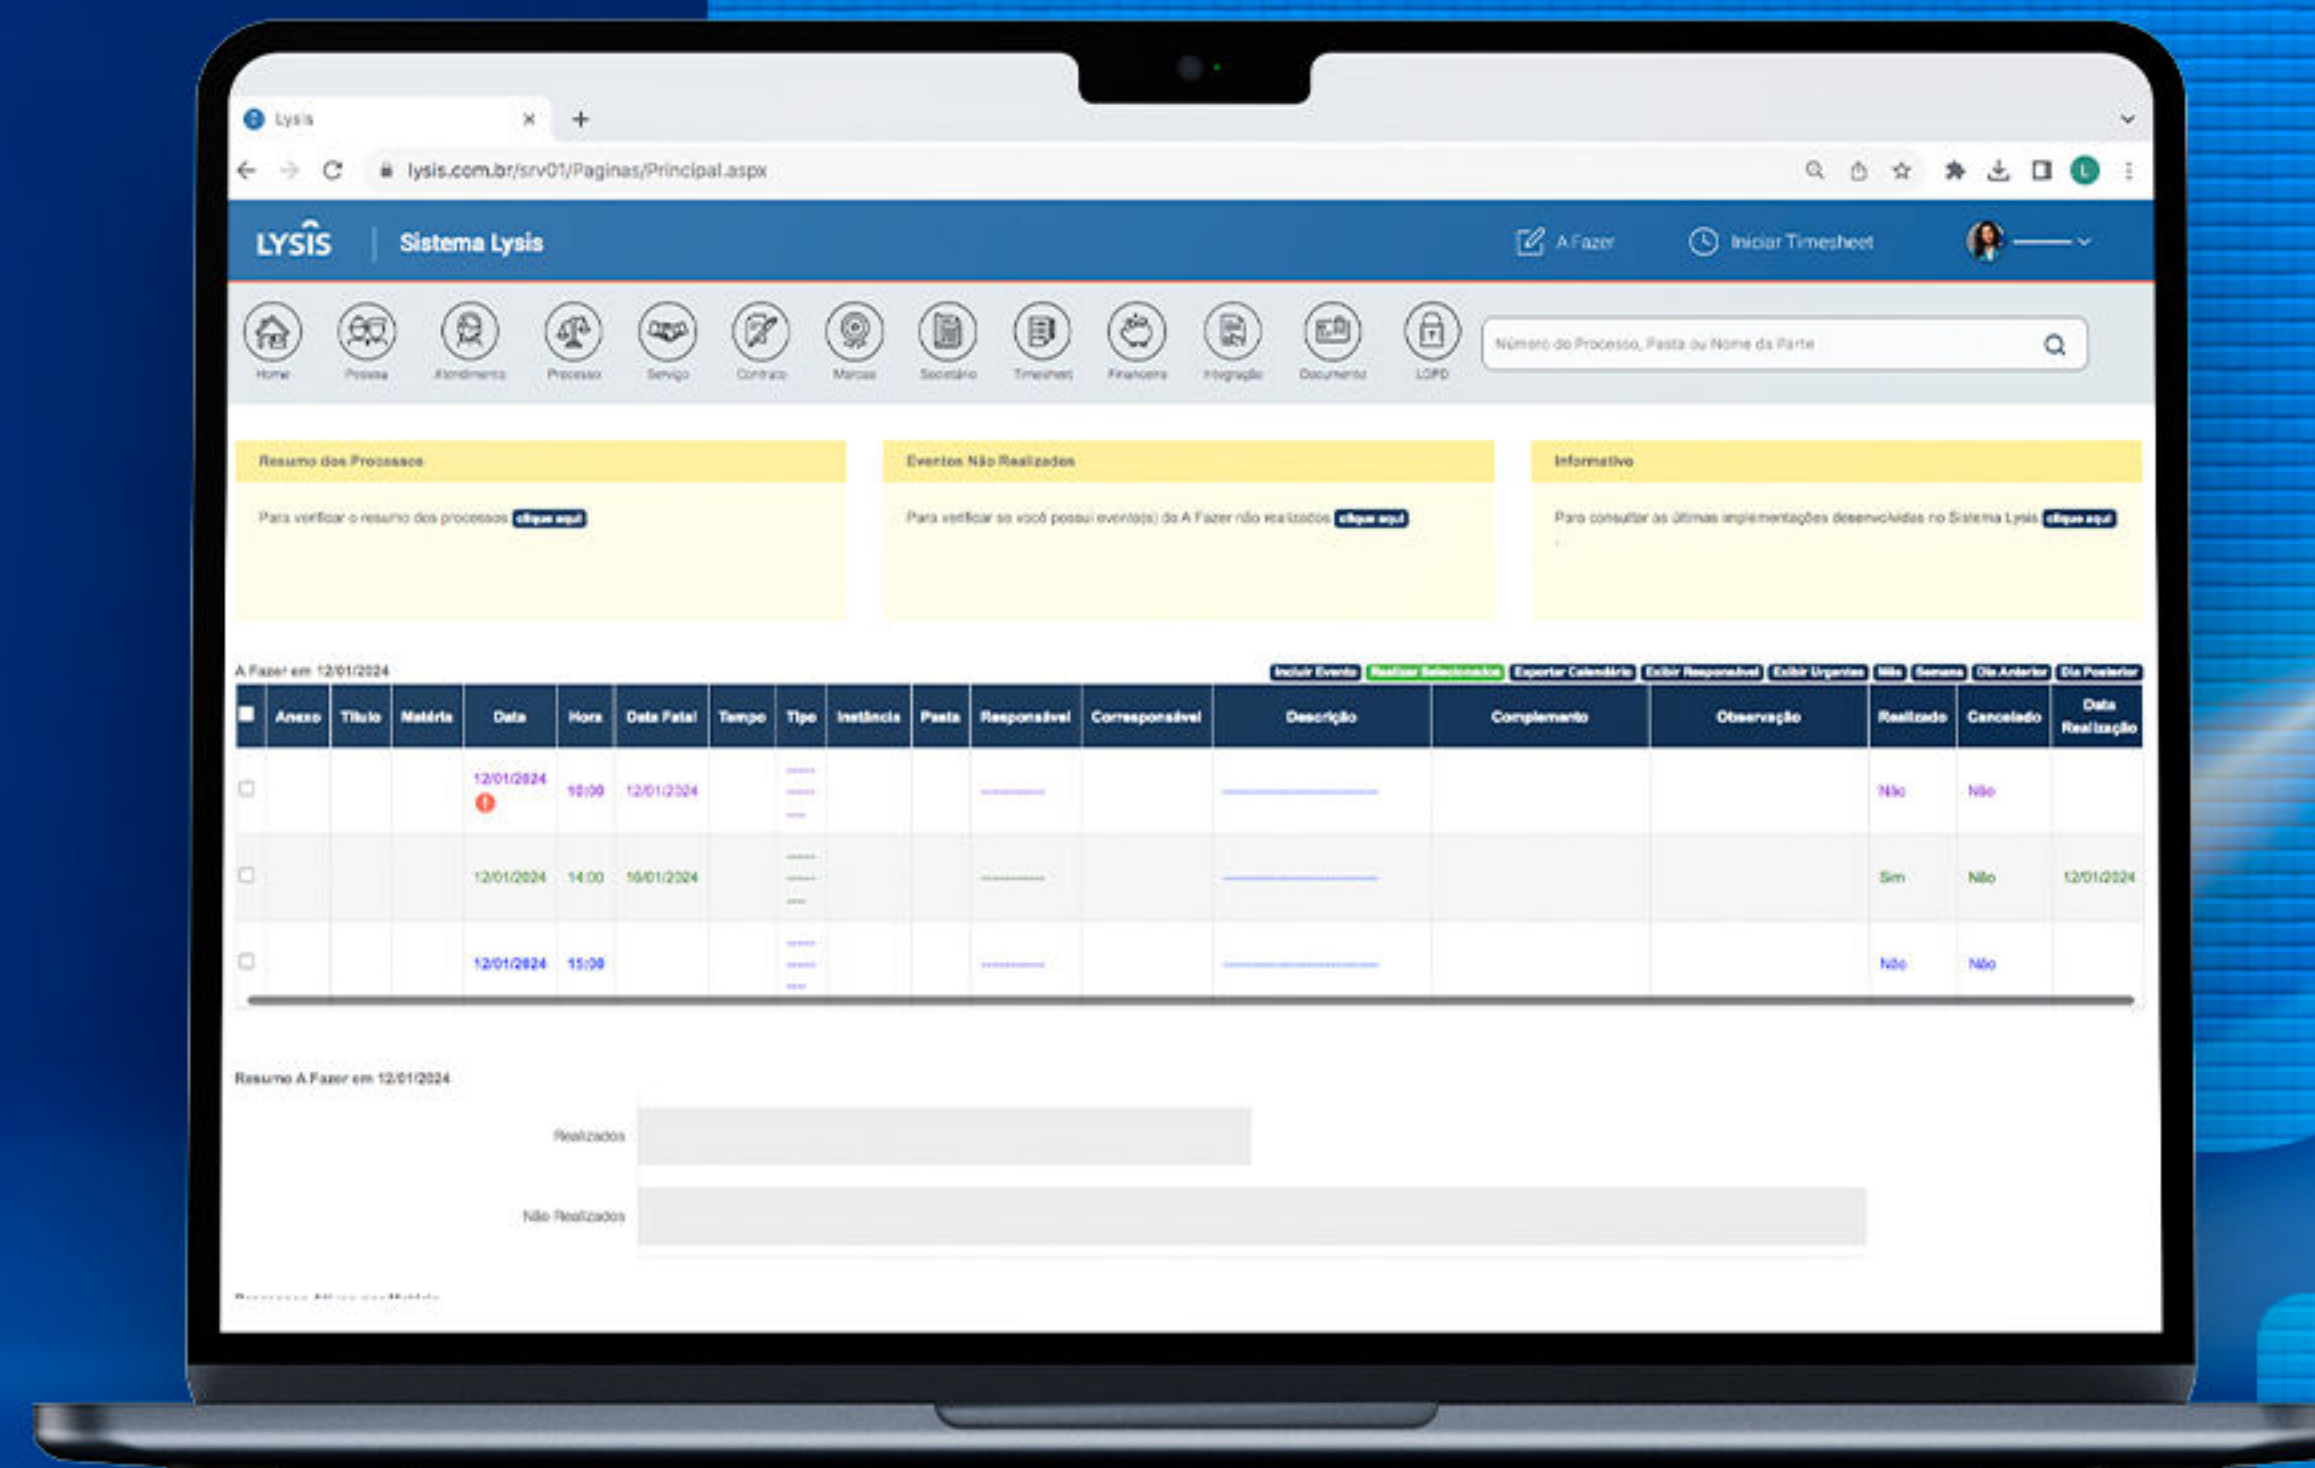 Lysis
lysis.com.br/srv01/Paginas/Principal.aspx
L
LYSIS
Sistema Lysis
A Fazer
Iniciar Timesheet
Home
Pessoa
Atendimento
Processo
Serviço
Contrato
Marcas
Societário
Timesheet
Financeiro
Integração
Documento
LGPD
Número do Processo, Pasta ou Nome da Parte
Resumo dos Processos
Eventos Não Realizados
Informativo
Para verificar o resumo dos processos clique aqui
Para verificar se você possui evento(s) do A Fazer não realizados clique aqui
Para consultar as últimas implementações desenvolvidas no Sistema Lysis clique aqui
.
A Fazer em 12/01/2024
Incluir Evento Realizar Selecionados Exportar Calendário Exibir Responsável Exibir Urgentes Mês Semana Dia Anterior Dia Posterior
Anexo Título Matéria Data Hora Data Fatal Tempo Tipo Instância Pasta Responsável Corresponsável Descrição Complemento Observação Realizado Cancelado Data Realização
12/01/2024 10:00 12/01/2024 Não Não
12/01/2024 14:00 16/01/2024 Sim Não 12/01/2024
12/01/2024 15:00 Não Não
Resumo A Fazer em 12/01/2024
Realizados
Não Realizados